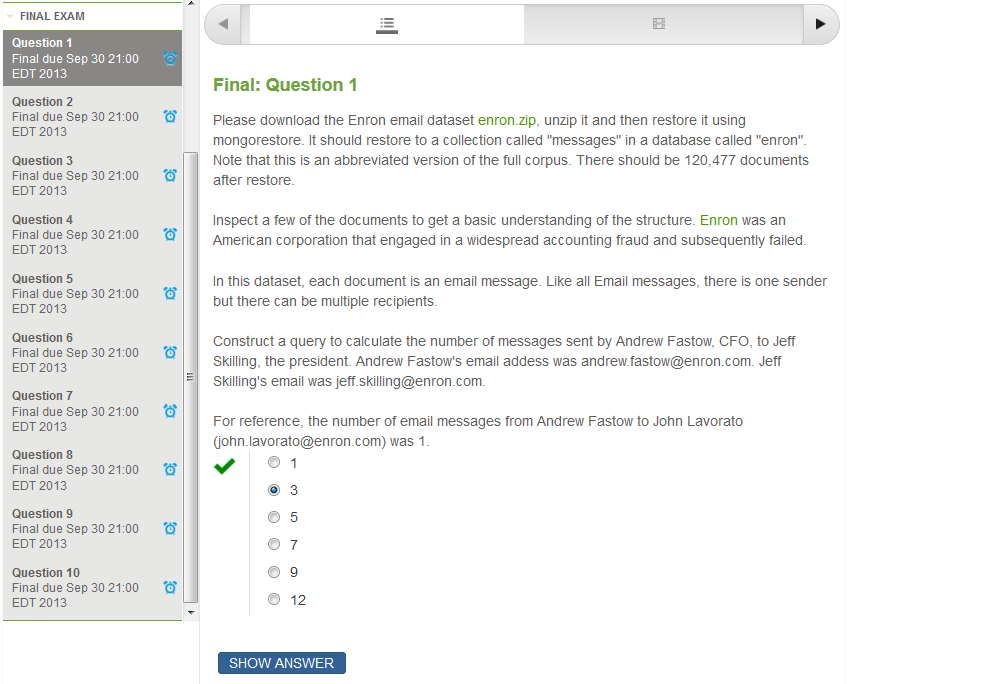 FINAL EXAM
Question 1
Final due Sep 30 21:00
EDT 2013
Question 2
Final due Sep 30 21:00
EDT 2013
Question 3
Final due Sep 30 21:00
EDT 2013
Question 4
Final due Sep 30 21:00
EDT 2013
Question 5
Final due Sep 30 21:00
EDT 2013
Question 6
Final due Sep 30 21:00
EDT 2013
Question 7
Final due Sep 30 21:00
EDT 2013
Question 8
Final due Sep 30 21:00
EDT 2013
Question 9
Final due Sep 30 21:00
EDT 2013
Question 10
Final due Sep 30 21:00
EDT 2013
Final: Question 1
Please download the Enron email dataset enron.zip, unzip it and then restore it using
mongorestore. It should restore to a collection called "messages" in a database called "enron".
Note that this is an abbreviated version of the full corpus. There should be 120,477 documents
after restore.
Inspect a few of the documents to get a basic understanding of the structure. Enron was an
American corporation that engaged in a widespread accounting fraud and subsequently failed.
In this dataset, each document is an email message. Like all Email messages, there is one sender
but there can be multiple recipients.
Construct a query to calculate the number of messages sent by Andrew Fastow, CFO, to Jeff
Skilling, the president. Andrew Fastow's email addess was andrew.fastow@enron.com. Jeff
Skilling's email was jeff.skilling@enron.com.
For reference, the number of email messages from Andrew Fastow to John Lavorato
(john.lavorato@enron.com) was 1.
1
3
5
7
9
12
SHOW ANSWER